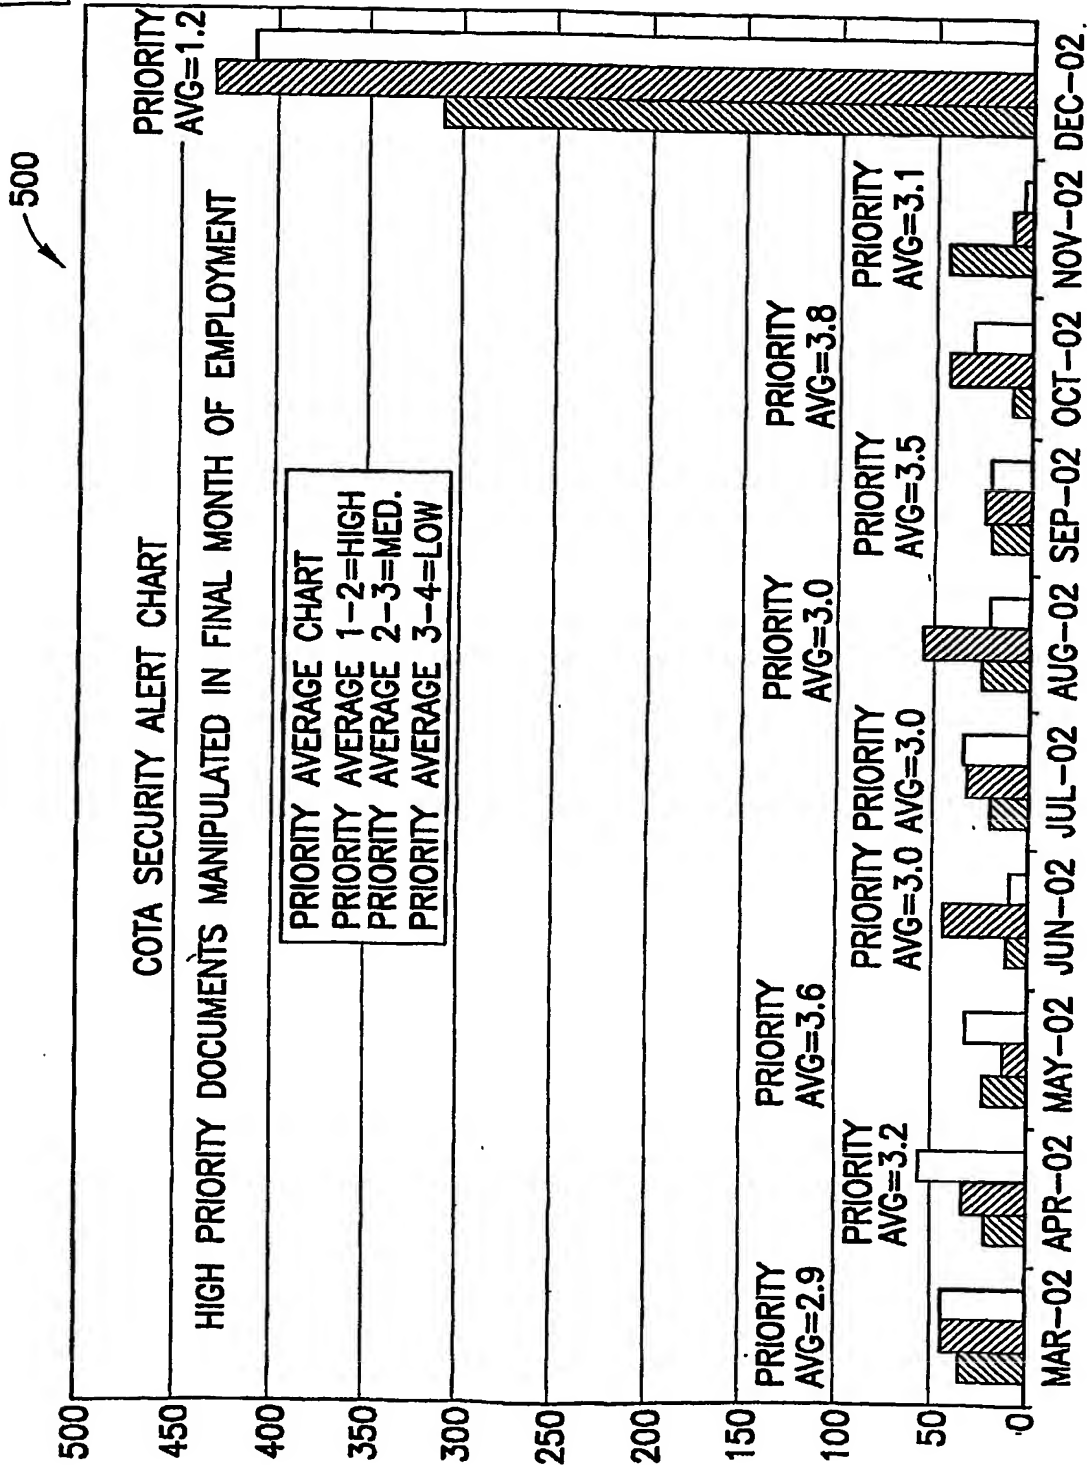 500
COTA SECURITY ALERT CHART
HIGH PRIORITY DOCUMENTS MANIPULATED IN FINAL MONTH OF EMPLOYMENT
PRIORITY AVERAGE CHART
PRIORITY AVERAGE 1-2=HIGH
PRIORITY AVERAGE 2-3=MED.
PRIORITY AVERAGE 3-4=LOW
500
450
400
350
300
250
200
150
100
50
0
PRIORITY
AVG=2.9
PRIORITY
AVG=3.2
PRIORITY
AVG=3.6
PRIORITY
AVG=3.0
PRIORITY
AVG=3.0
PRIORITY
AVG=3.0
PRIORITY
AVG=3.5
PRIORITY
AVG=3.8
PRIORITY
AVG=3.1
PRIORITY
AVG=1.2
MAR-02
APR-02
MAY-02
JUN-02
JUL-02
AUG-02
SEP-02
OCT-02
NOV-02
DEC-02